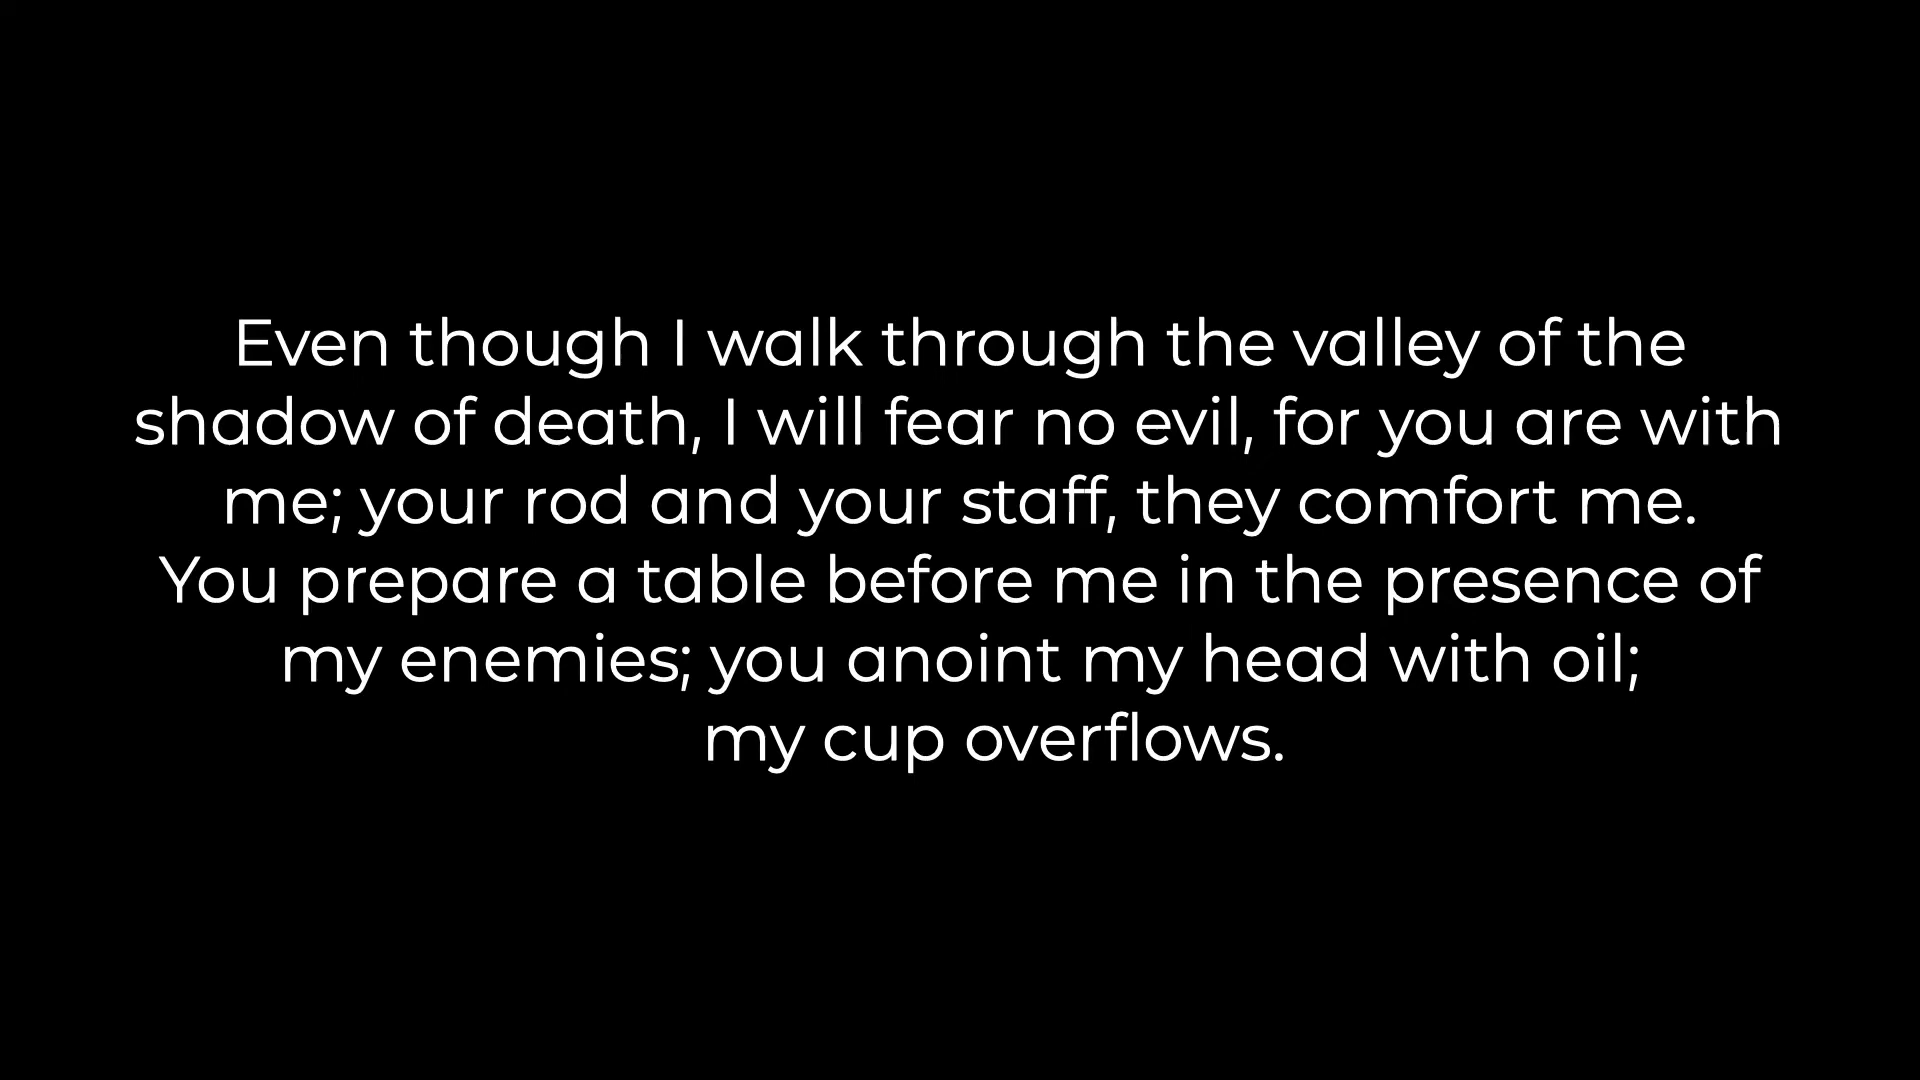 Even though I walk through the valley of the
shadow of death, I will fear no evil, for you are with
me; your rod and your staff, they comfort me.
You prepare a table before me in the presence of
my enemies; you anoint my head with oil;
my cup overflows.